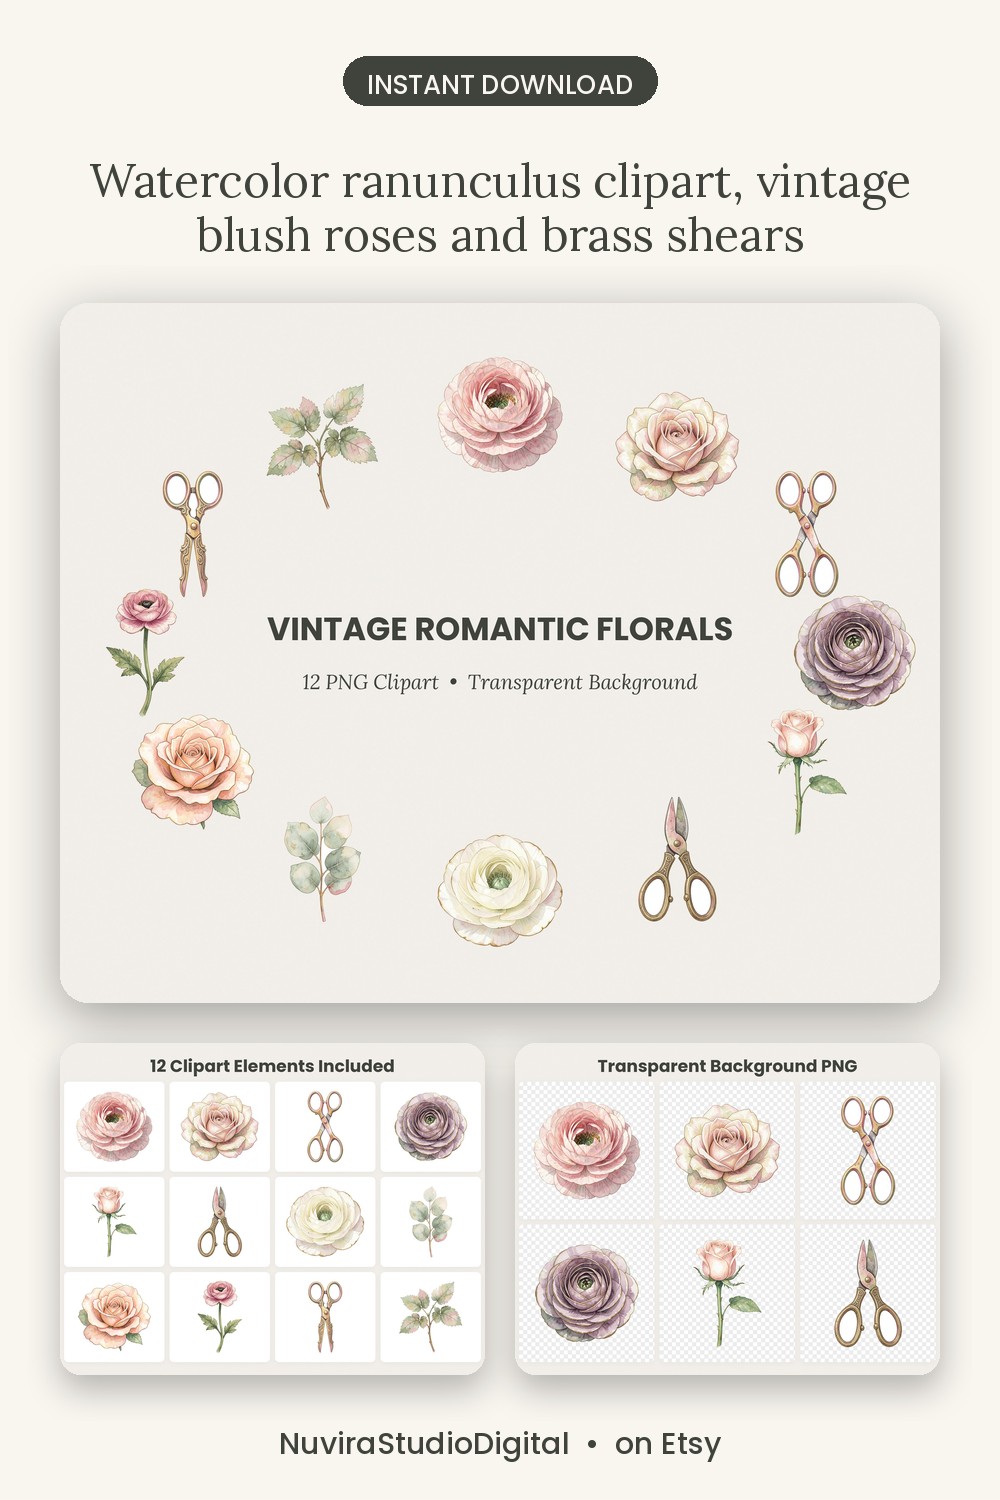 INSTANT DOWNLOAD
Watercolor ranunculus clipart, vintage
blush roses and brass shears
VINTAGE ROMANTIC FLORALS
12 PNG Clipart • Transparent Background
12 Clipart Elements Included
Transparent Background PNG
NuviraStudioDigital • on Etsy